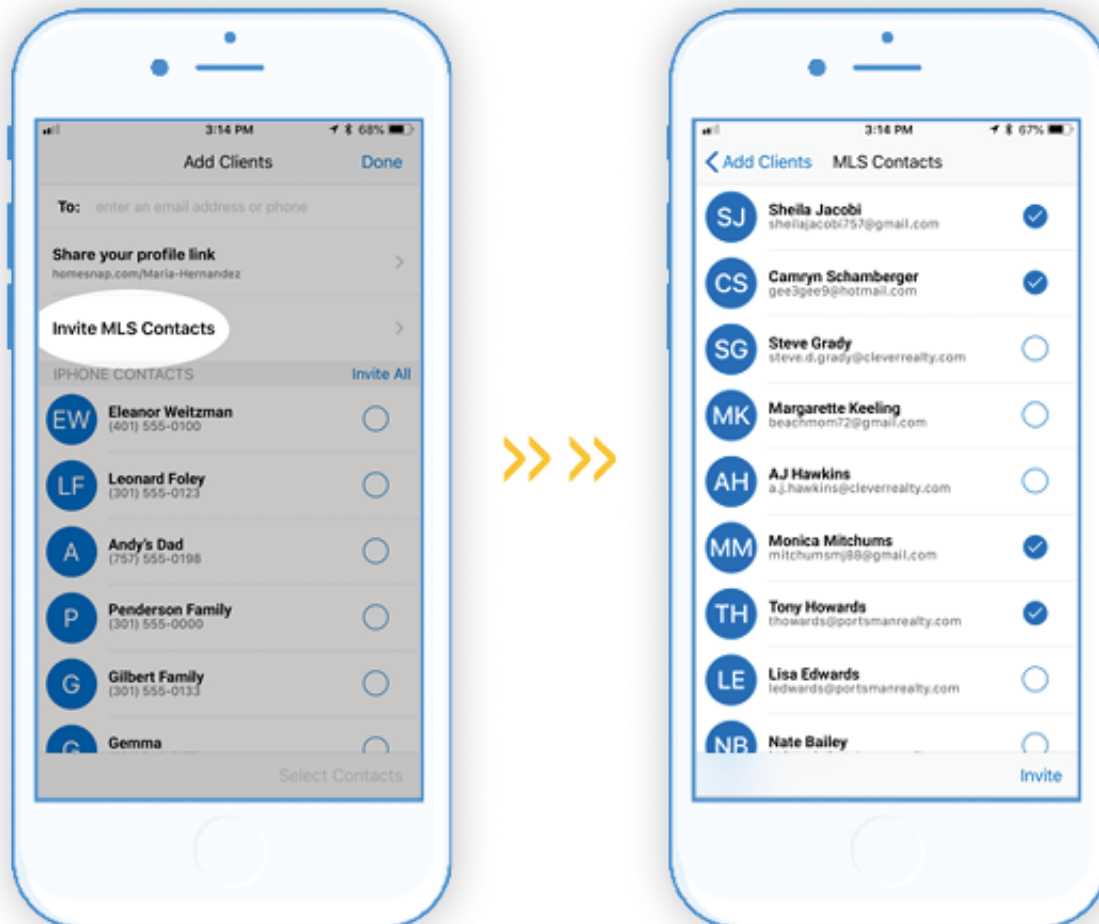 3:14 PM 68%
Add Clients Done
To: enter an email address or phone
Share your profile link
homesnap.com/Maria-Hernandez
Invite MLS Contacts
IPHONE CONTACTS Invite All
EW Eleanor Weitzman
(401) 555-0100
LF Leonard Foley
(301) 555-0123
A Andy's Dad
(757) 555-0198
P Penderson Family
(301) 555-0000
G Gilbert Family
(301) 555-0133
G Gemma
Select Contacts
3:14 PM 67%
Add Clients MLS Contacts
SJ Sheila Jacobi
sheilajacobi757@gmail.com
CS Camryn Schamberger
gee3gee9@hotmail.com
SG Steve Grady
steve.d.grady@cleverrealty.com
MK Margarette Keeling
beachmom72@gmail.com
AH AJ Hawkins
a.j.hawkins@cleverrealty.com
MM Monica Mitchums
mitchumsmj88@gmail.com
TH Tony Howards
thowards@portsmanrealty.com
LE Lisa Edwards
ledwards@portsmanrealty.com
NB Nate Bailey
Invite